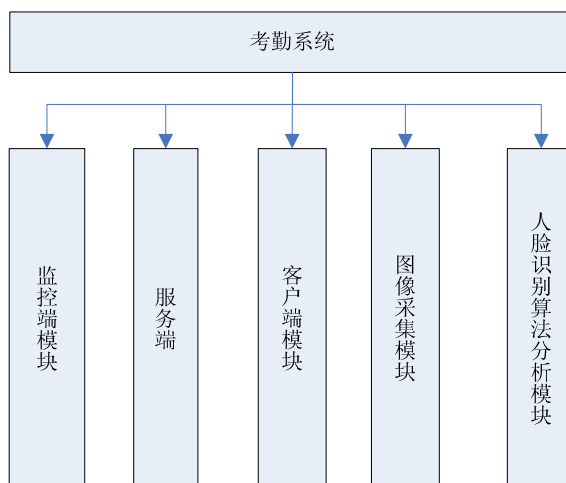 考勤系统
监控端模块
服务端
客户端模块
图像采集模块
人脸识别算法分析模块